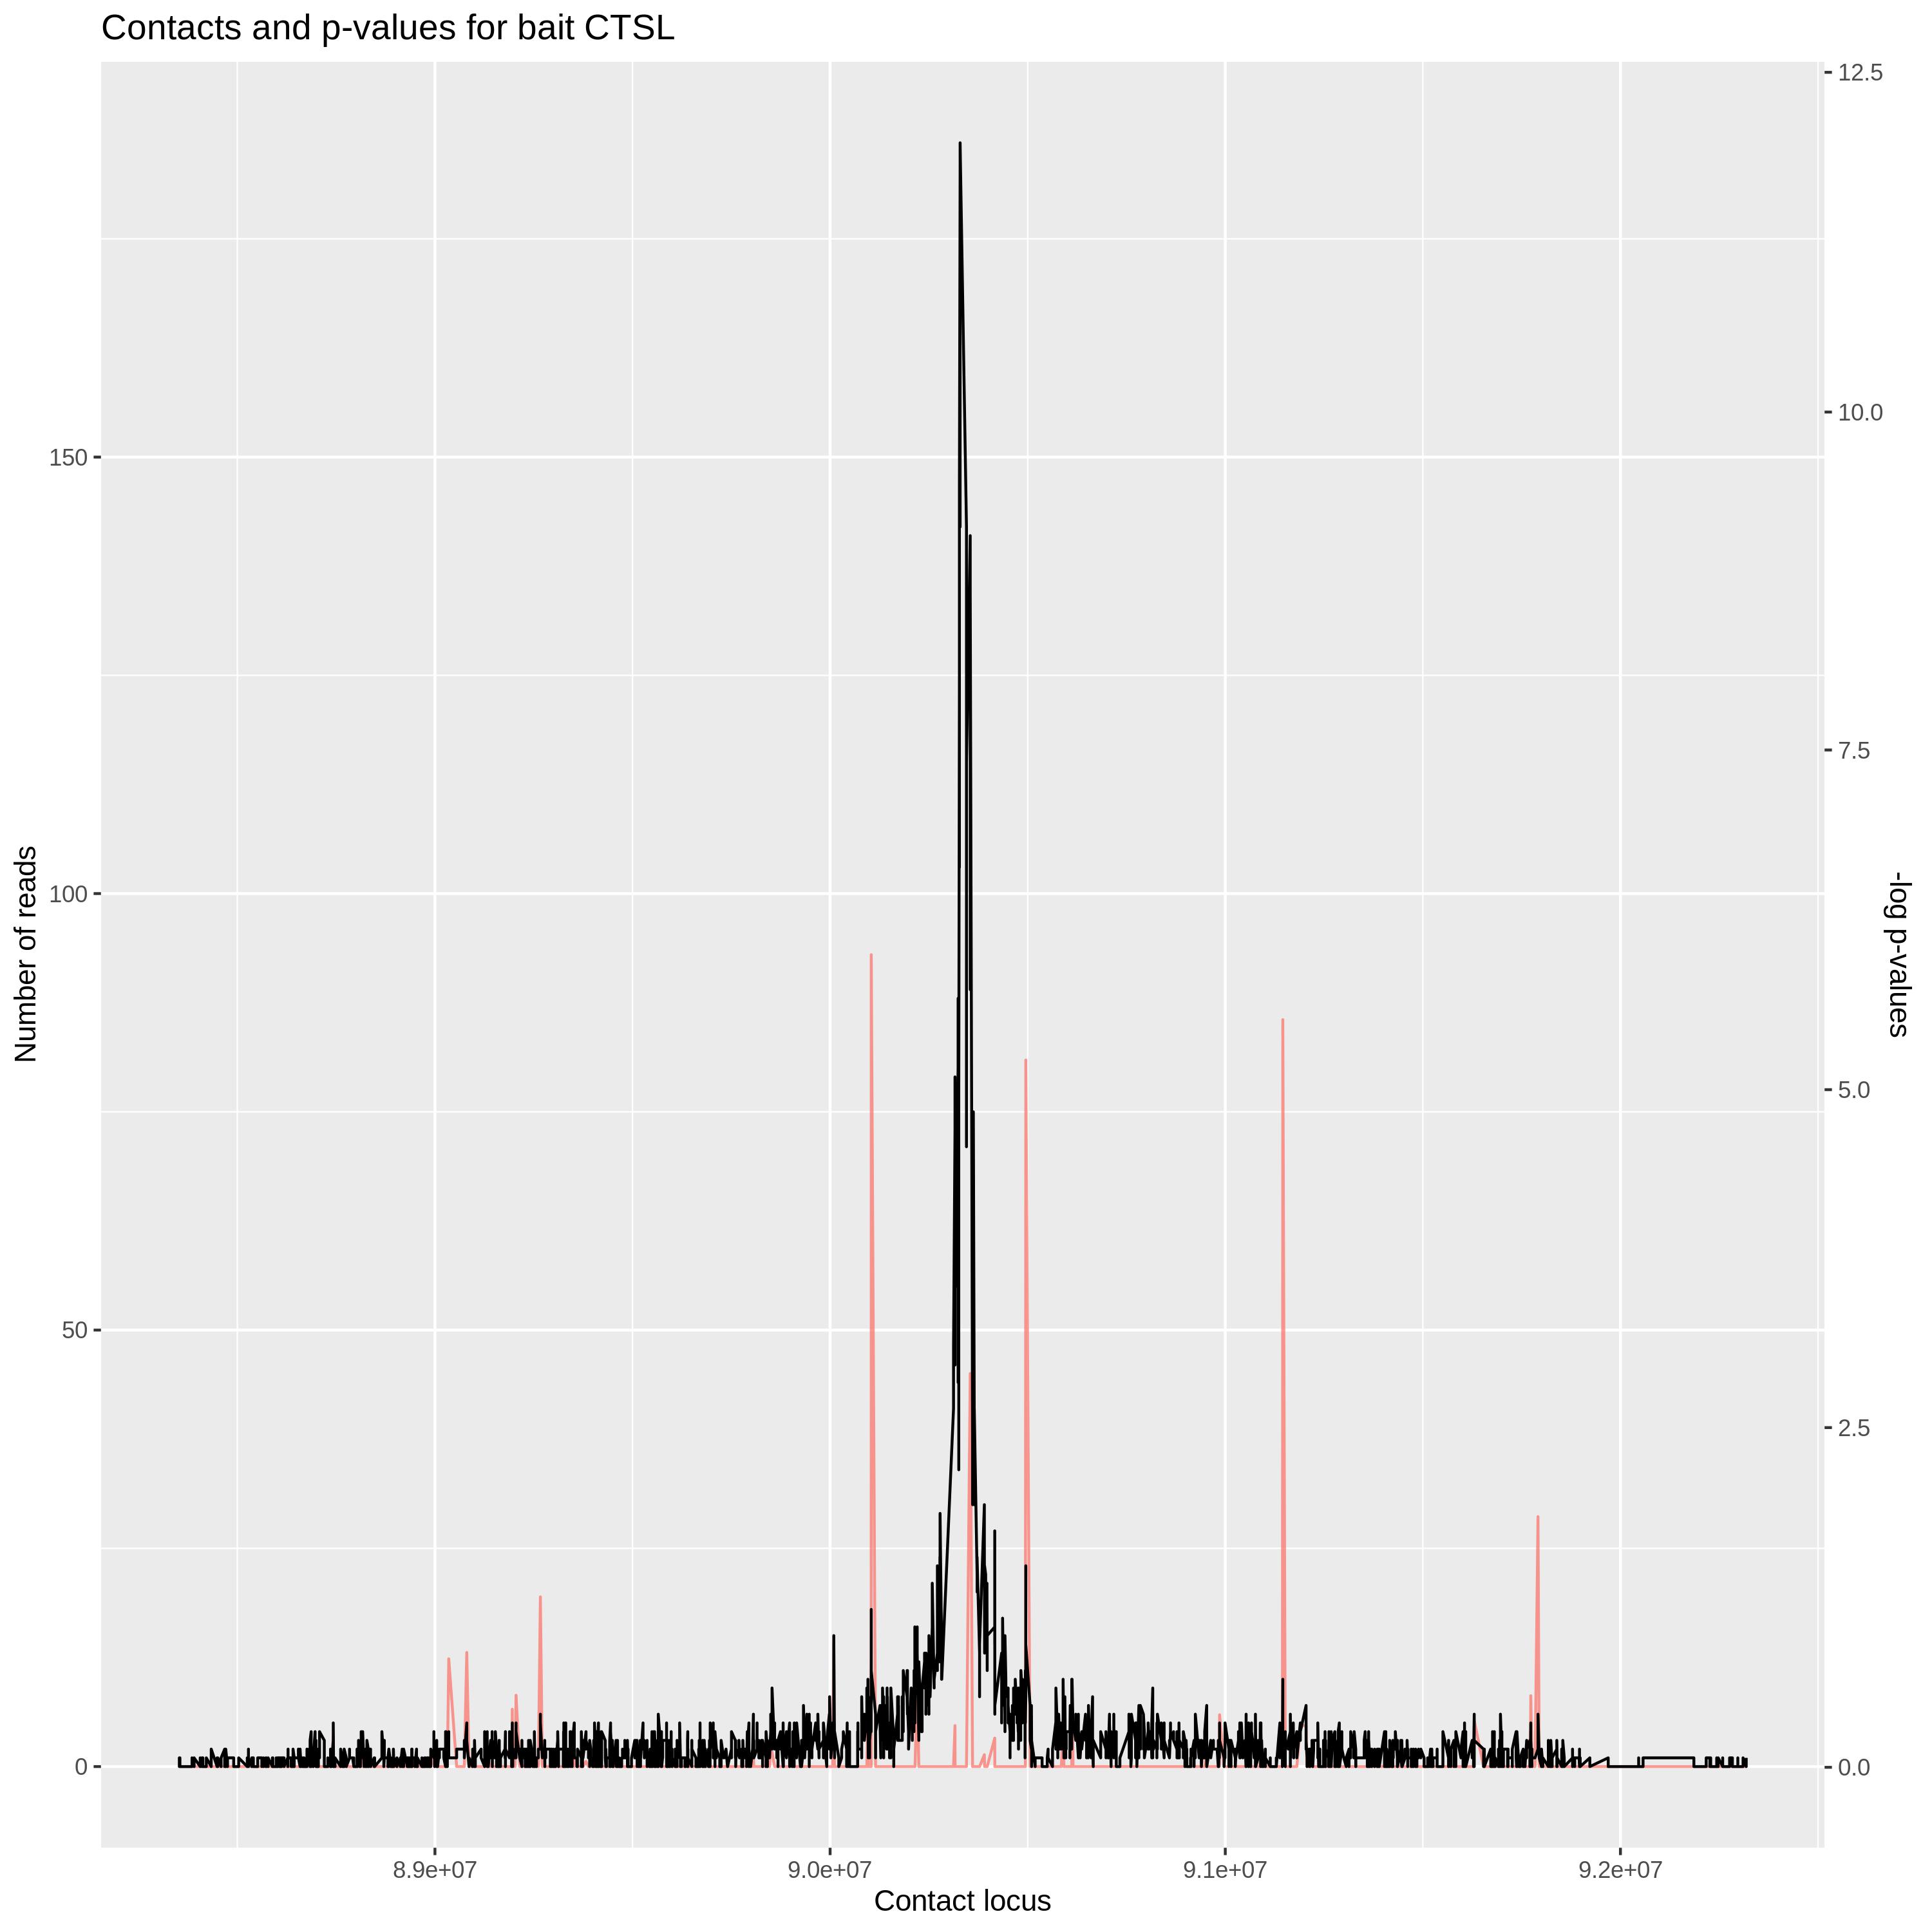 Contacts and p-values for bait CTSL
Number of reads
150
100
50
0
12.5
10.0
7.5
5.0
2.5
0.0
-log p-values
8.9e+07
9.0e+07
9.1e+07
9.2e+07
Contact locus